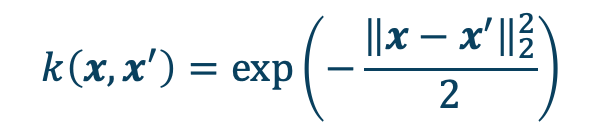 k(x, x′) = exp(−‖x − x′‖₂²/2)